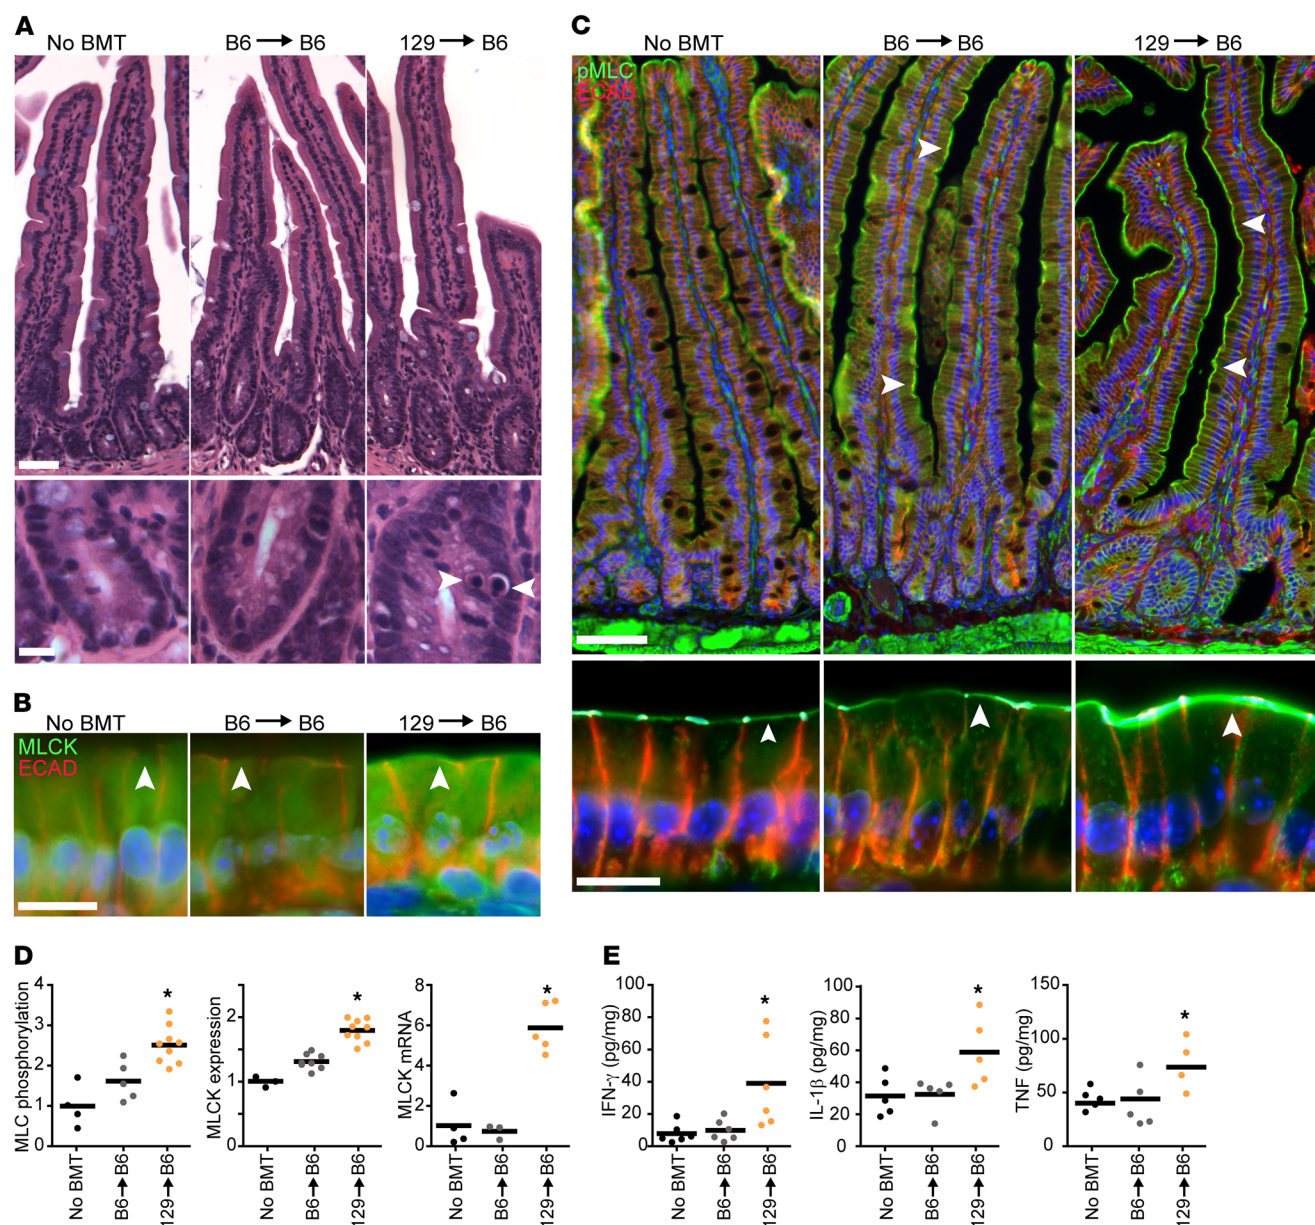 A
No BMT
B6 → B6
129 → B6
B
No BMT
B6 → B6
129 → B6
MLCK
ECAD
C
No BMT
B6 → B6
129 → B6
pMLC
ECAD
D
MLC phosphorylation
4
3
2
1
0
*
No BMT
B6→B6
129→B6
MLCK expression
2
1
0
*
No BMT
B6→B6
129→B6
MLCK mRNA
8
6
4
2
0
*
No BMT
B6→B6
129→B6
E
IFN-γ (pg/mg)
100
80
60
40
20
0
*
No BMT
B6→B6
129→B6
IL-1β (pg/mg)
100
80
60
40
20
0
*
No BMT
B6→B6
129→B6
TNF (pg/mg)
150
100
50
0
*
No BMT
B6→B6
129→B6